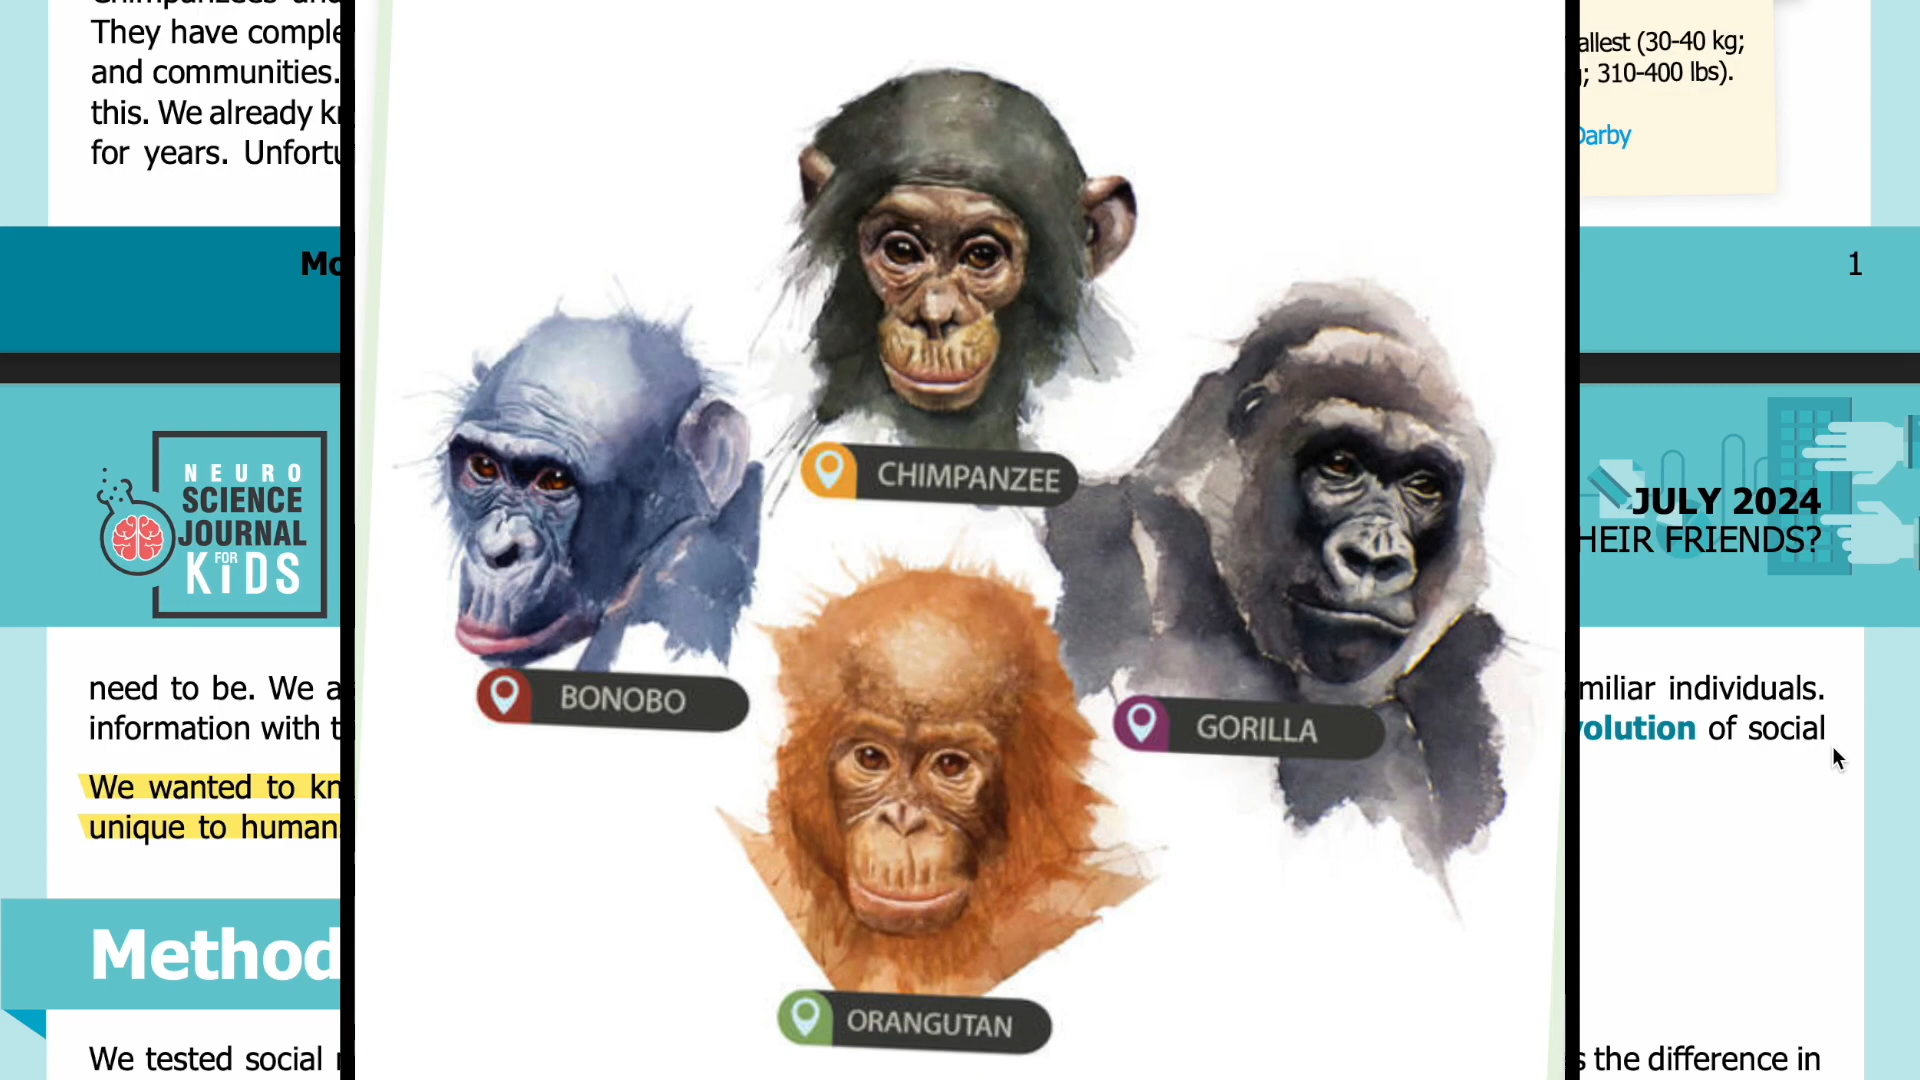 They have comple
and communities.
this. We already k
for years. Unfortu
allest (30-40 kg;
; 310-400 lbs).
Darby
Mo
1
NEURO
SCIENCE
JOURNAL
FOR
KiDS
JULY 2024
HEIR FRIENDS?
CHIMPANZEE
BONOBO
GORILLA
ORANGUTAN
need to be. We a
information with t
miliar individuals.
volution of social
We wanted to kn
unique to human
Method
We tested social
s the difference in